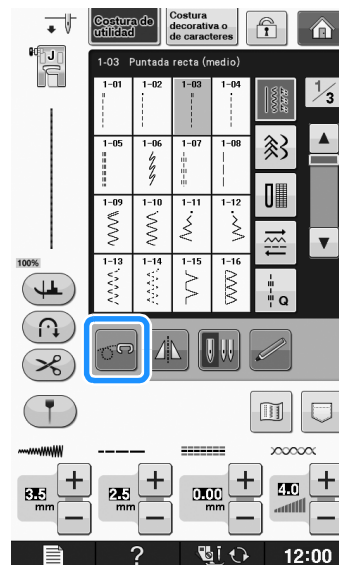 Costura de utilidad
Costura decorativa o de caracteres
J
1-03 Puntada recta (medio)
1/3
1-01 1-02 1-03 1-04
1-05 1-06 1-07 1-08
1-09 1-10 1-11 1-12
1-13 1-14 1-15 1-16
Q
100%
3.5 mm
2.5 mm
0.00 mm
4.0
?
12:00